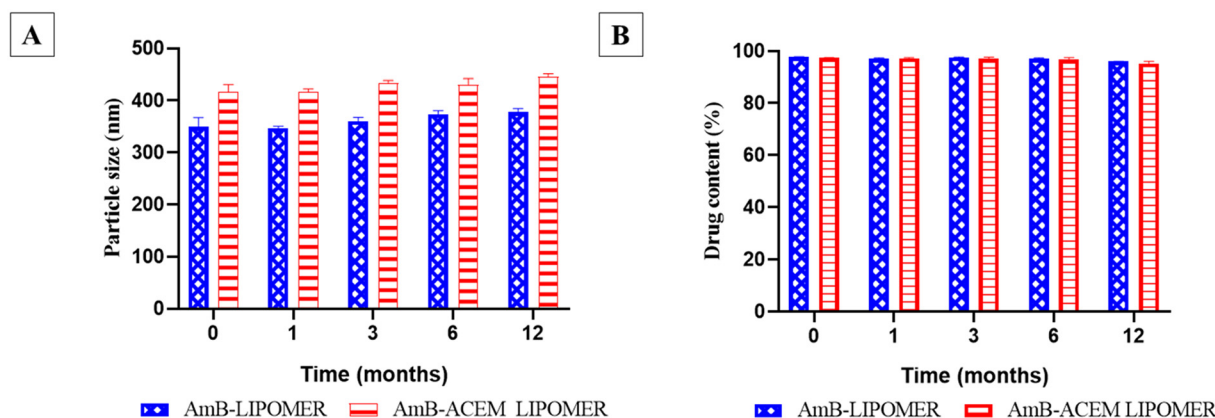 A
Particle size (nm)
500
400
300
200
100
0
0 1 3 6 12
Time (months)
AmB-LIPOMER AmB-ACEM LIPOMER
B
Drug content (%)
100
80
60
40
20
0
0 1 3 6 12
Time (months)
AmB-LIPOMER AmB-ACEM LIPOMER